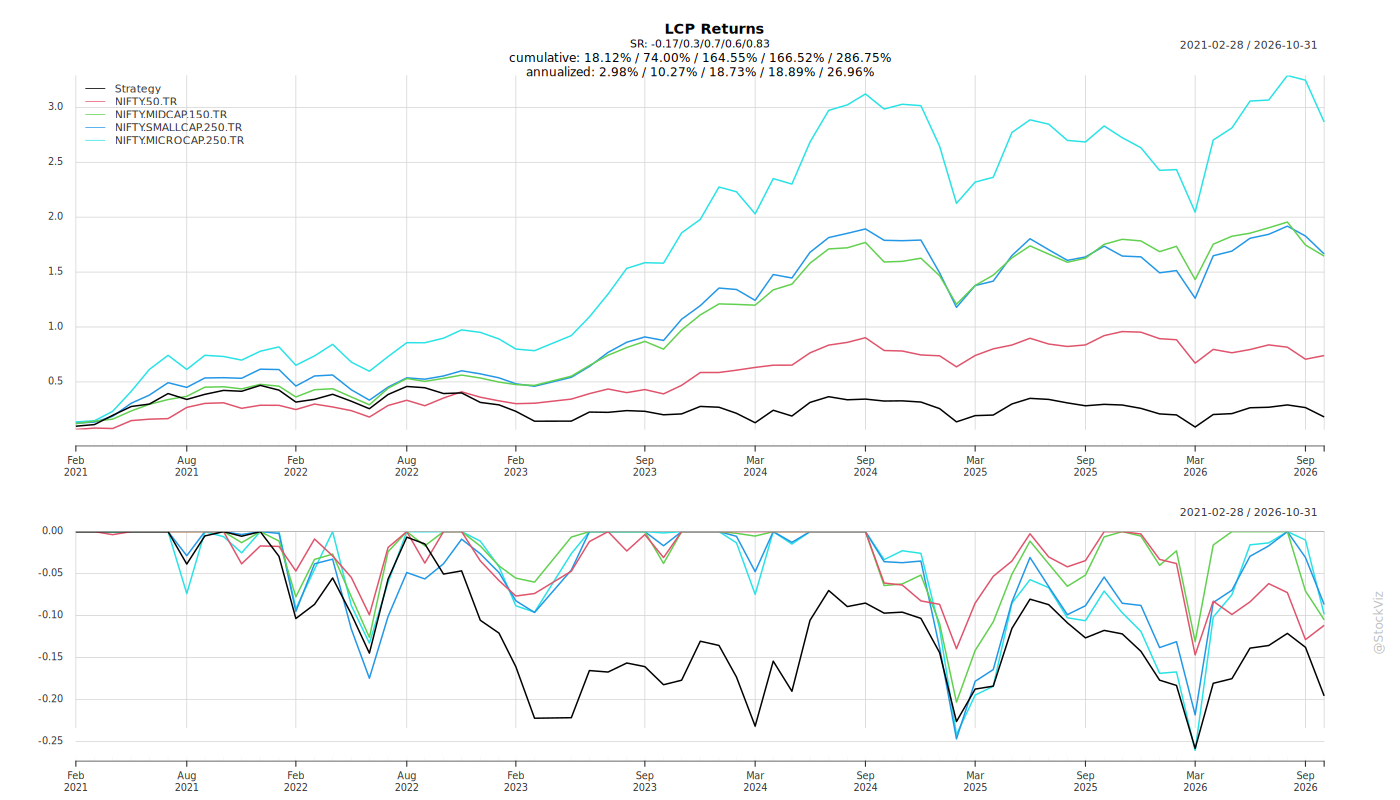 LCP Returns
SR: -0.17/0.3/0.7/0.6/0.83
2021-02-28 / 2026-10-31
cumulative: 18.12% / 74.00% / 164.55% / 166.52% / 286.75%
annualized: 2.98% / 10.27% / 18.73% / 18.89% / 26.96%
Strategy
NIFTY.50.TR
NIFTY.MIDCAP.150.TR
NIFTY.SMALLCAP.250.TR
NIFTY.MICROCAP.250.TR
3.0
2.5
2.0
1.5
1.0
0.5
Feb 2021
Aug 2021
Feb 2022
Aug 2022
Feb 2023
Sep 2023
Mar 2024
Sep 2024
Mar 2025
Sep 2025
Mar 2026
Sep 2026
2021-02-28 / 2026-10-31
0.00
-0.05
-0.10
-0.15
-0.20
-0.25
Feb 2021
Aug 2021
Feb 2022
Aug 2022
Feb 2023
Sep 2023
Mar 2024
Sep 2024
Mar 2025
Sep 2025
Mar 2026
Sep 2026
@StockViz